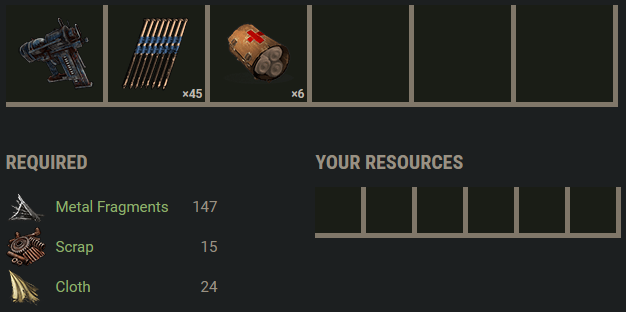 ×45
×6
REQUIRED
YOUR RESOURCES
Metal Fragments 147
Scrap 15
Cloth 24